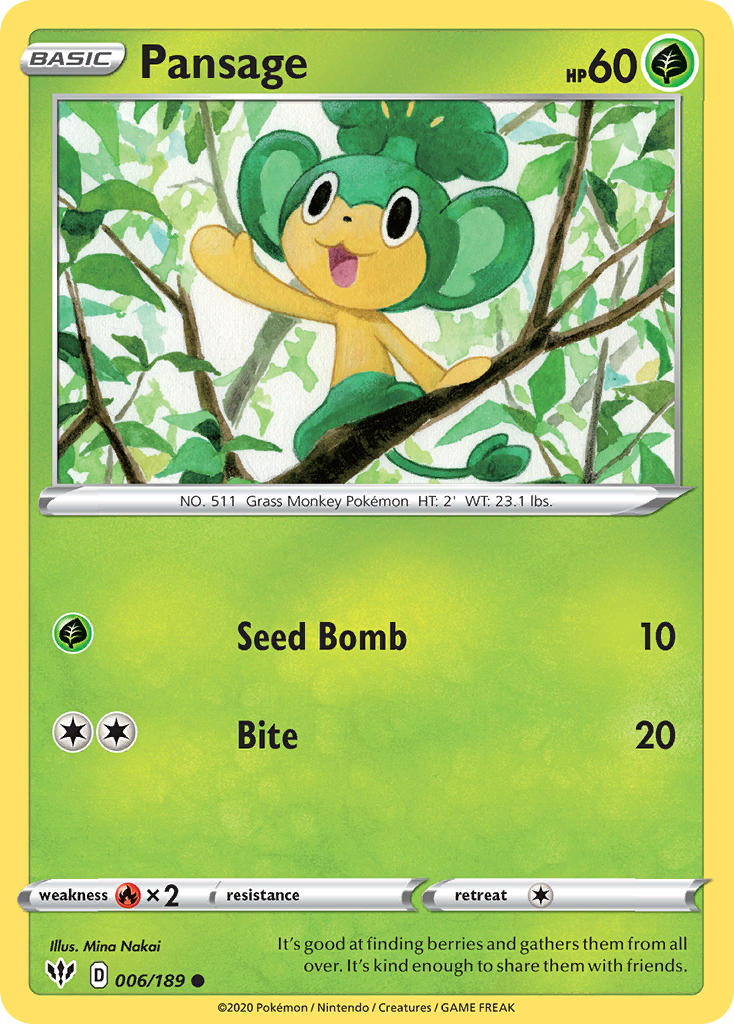 BASIC Pansage HP60
NO. 511 Grass Monkey Pokémon HT: 2' WT: 23.1 lbs.
Seed Bomb 10
Bite 20
weakness ×2 resistance retreat
Illus. Mina Nakai
It's good at finding berries and gathers them from all
over. It's kind enough to share them with friends.
D 006/189
©2020 Pokémon / Nintendo / Creatures / GAME FREAK